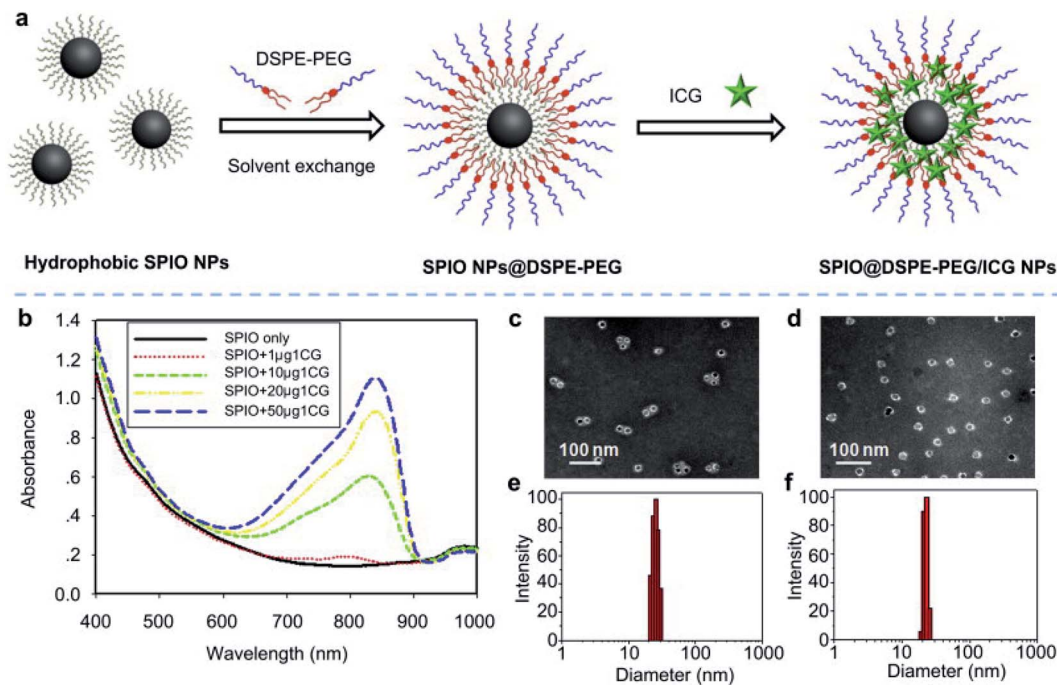 a
DSPE-PEG
ICG
Solvent exchange
Hydrophobic SPIO NPs
SPIO NPs@DSPE-PEG
SPIO@DSPE-PEG/ICG NPs
b
1.4
1.2
1.0
.8
.6
.4
.2
0.0
Absorbance
SPIO only
SPIO+1µg1CG
SPIO+10µg1CG
SPIO+20µg1CG
SPIO+50µg1CG
400 500 600 700 800 900 1000
Wavelength (nm)
c
100 nm
d
100 nm
e
100
80
60
40
20
0
Intensity
1 10 100 1000
Diameter (nm)
f
100
80
60
40
20
0
Intensity
1 10 100 1000
Diameter (nm)